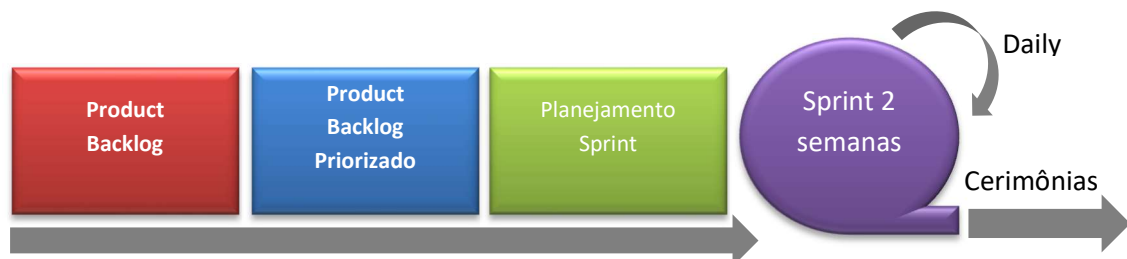 Product
Backlog
Product
Backlog
Priorizado
Planejamento
Sprint
Sprint 2
semanas
Daily
Cerimônias